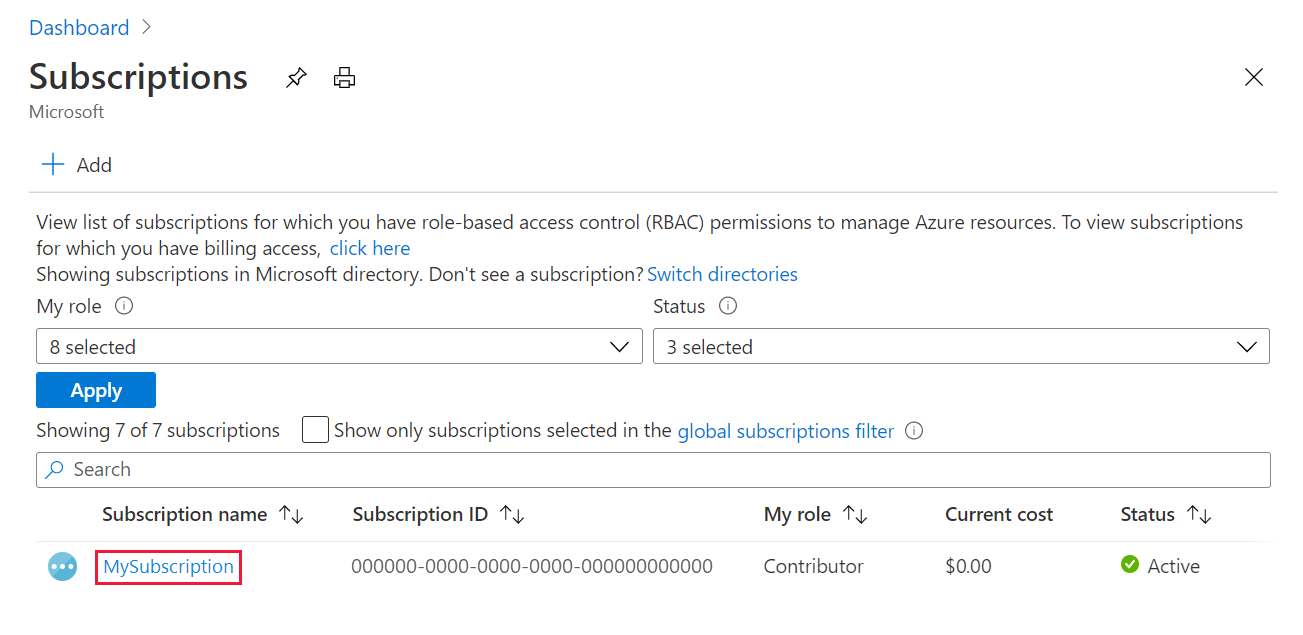 Dashboard
Subscriptions
Microsoft
Add
View list of subscriptions for which you have role-based access control (RBAC) permissions to manage Azure resources. To view subscriptions
for which you have billing access, click here
Showing subscriptions in Microsoft directory. Don't see a subscription? Switch directories
My role Status
8 selected 3 selected
Apply
Showing 7 of 7 subscriptions Show only subscriptions selected in the global subscriptions filter
Search
Subscription name Subscription ID My role Current cost Status
MySubscription 000000-0000-0000-0000-000000000000 Contributor $0.00 Active